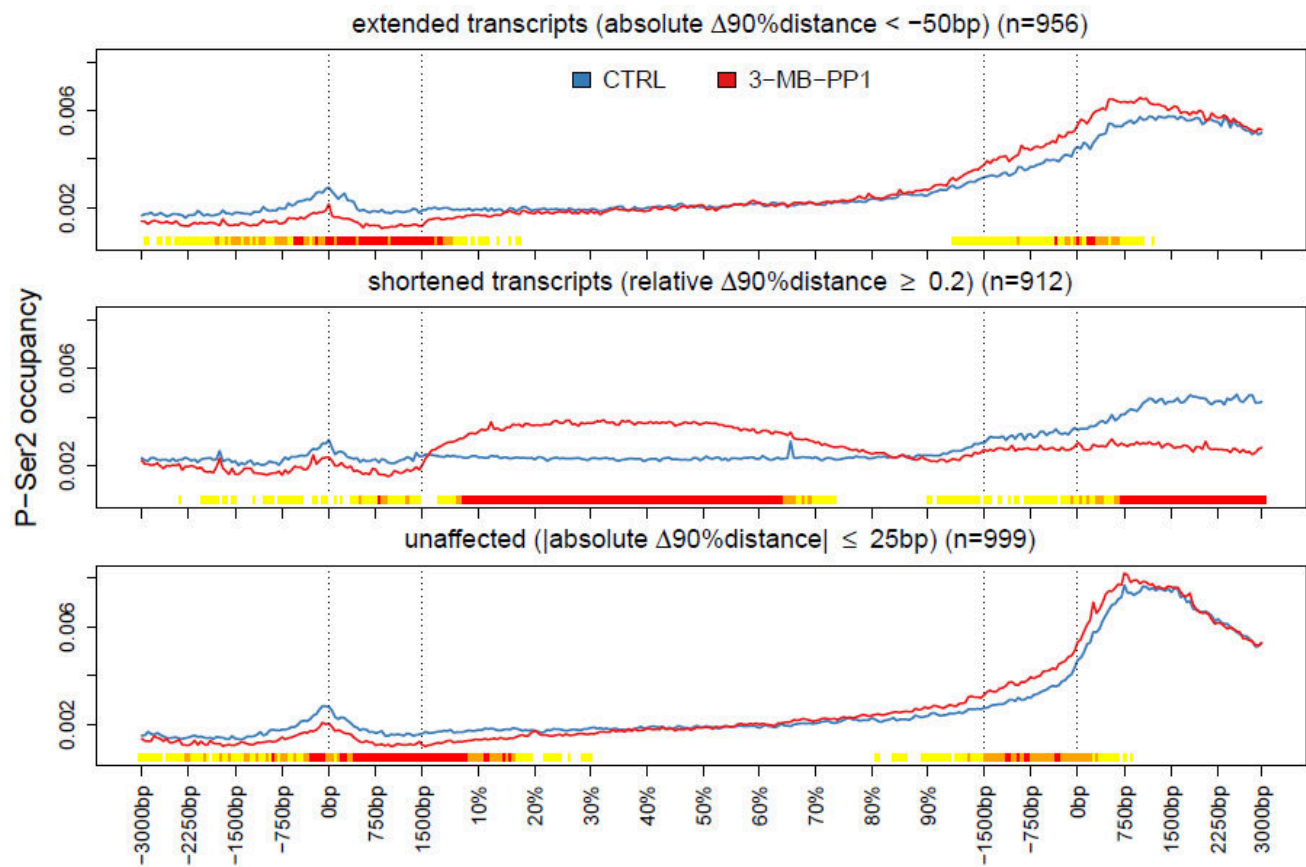 extended transcripts (absolute Δ90%distance < −50bp) (n=956)
CTRL 3−MB−PP1
0.006
0.002
shortened transcripts (relative Δ90%distance ≥ 0.2) (n=912)
0.006
0.002
P−Ser2 occupancy
unaffected (|absolute Δ90%distance| ≤ 25bp) (n=999)
0.006
0.002
−3000bp −2250bp −1500bp −750bp 0bp 750bp 1500bp 10% 20% 30% 40% 50% 60% 70% 80% 90% −1500bp −750bp 0bp 750bp 1500bp 2250bp 3000bp